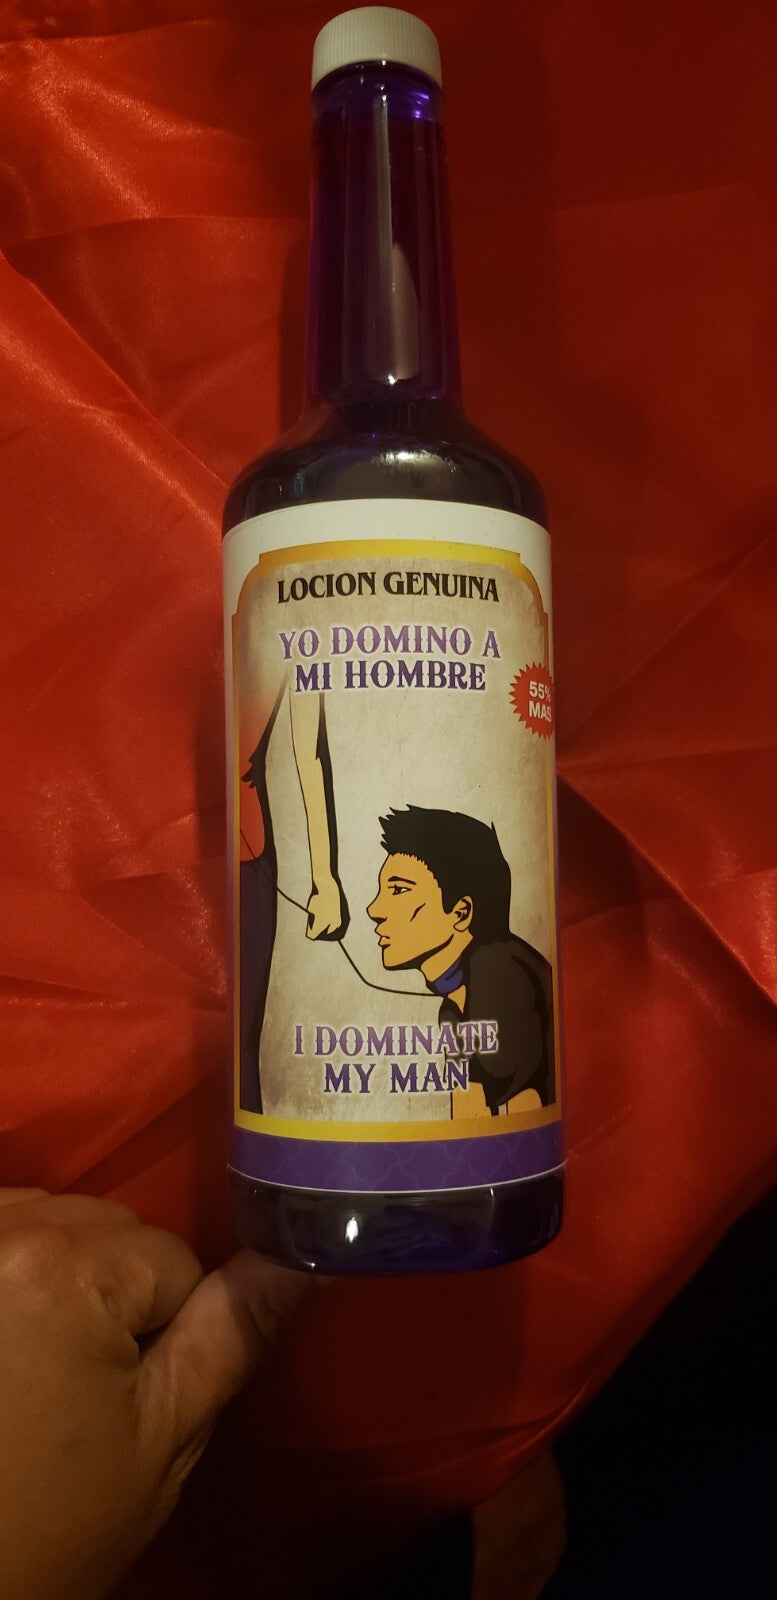 LOCION GENUINA
YO DOMINO A
MI HOMBRE
55%
MAS
I DOMINATE
MY MAN